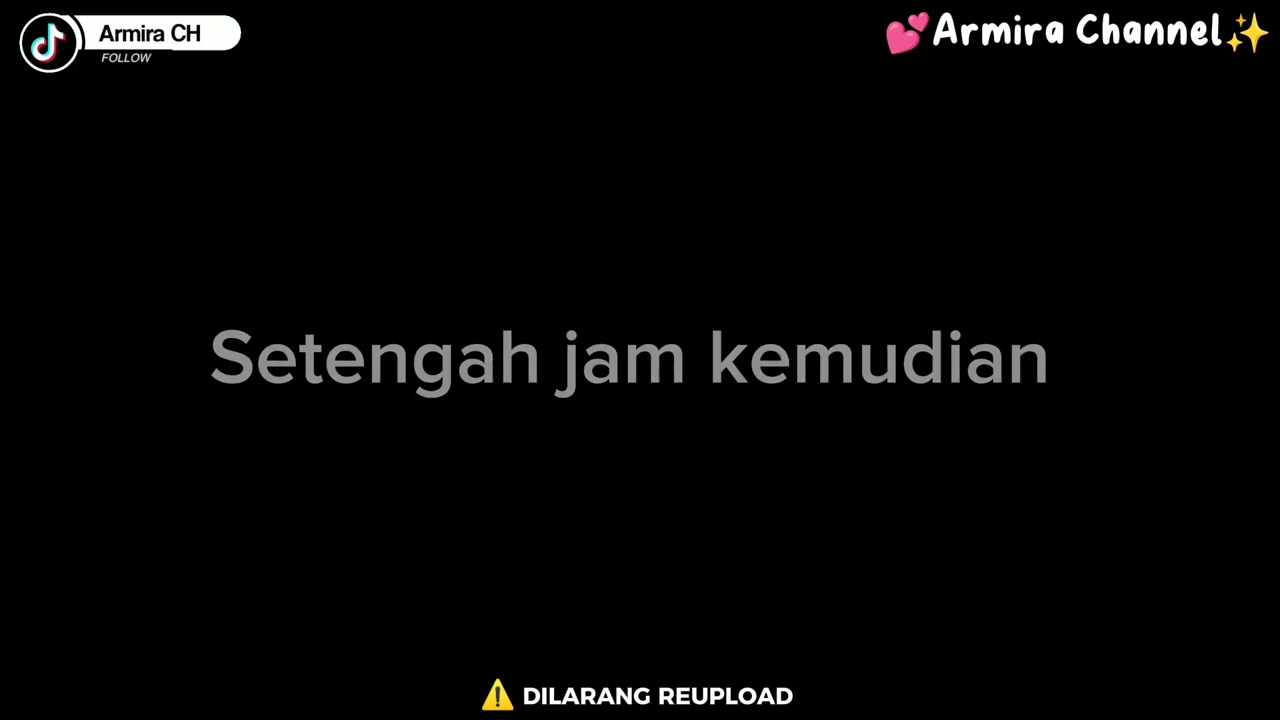 Armira CH
FOLLOW
💕Armira Channel✨
Setengah jam kemudian
⚠️ DILARANG REUPLOAD